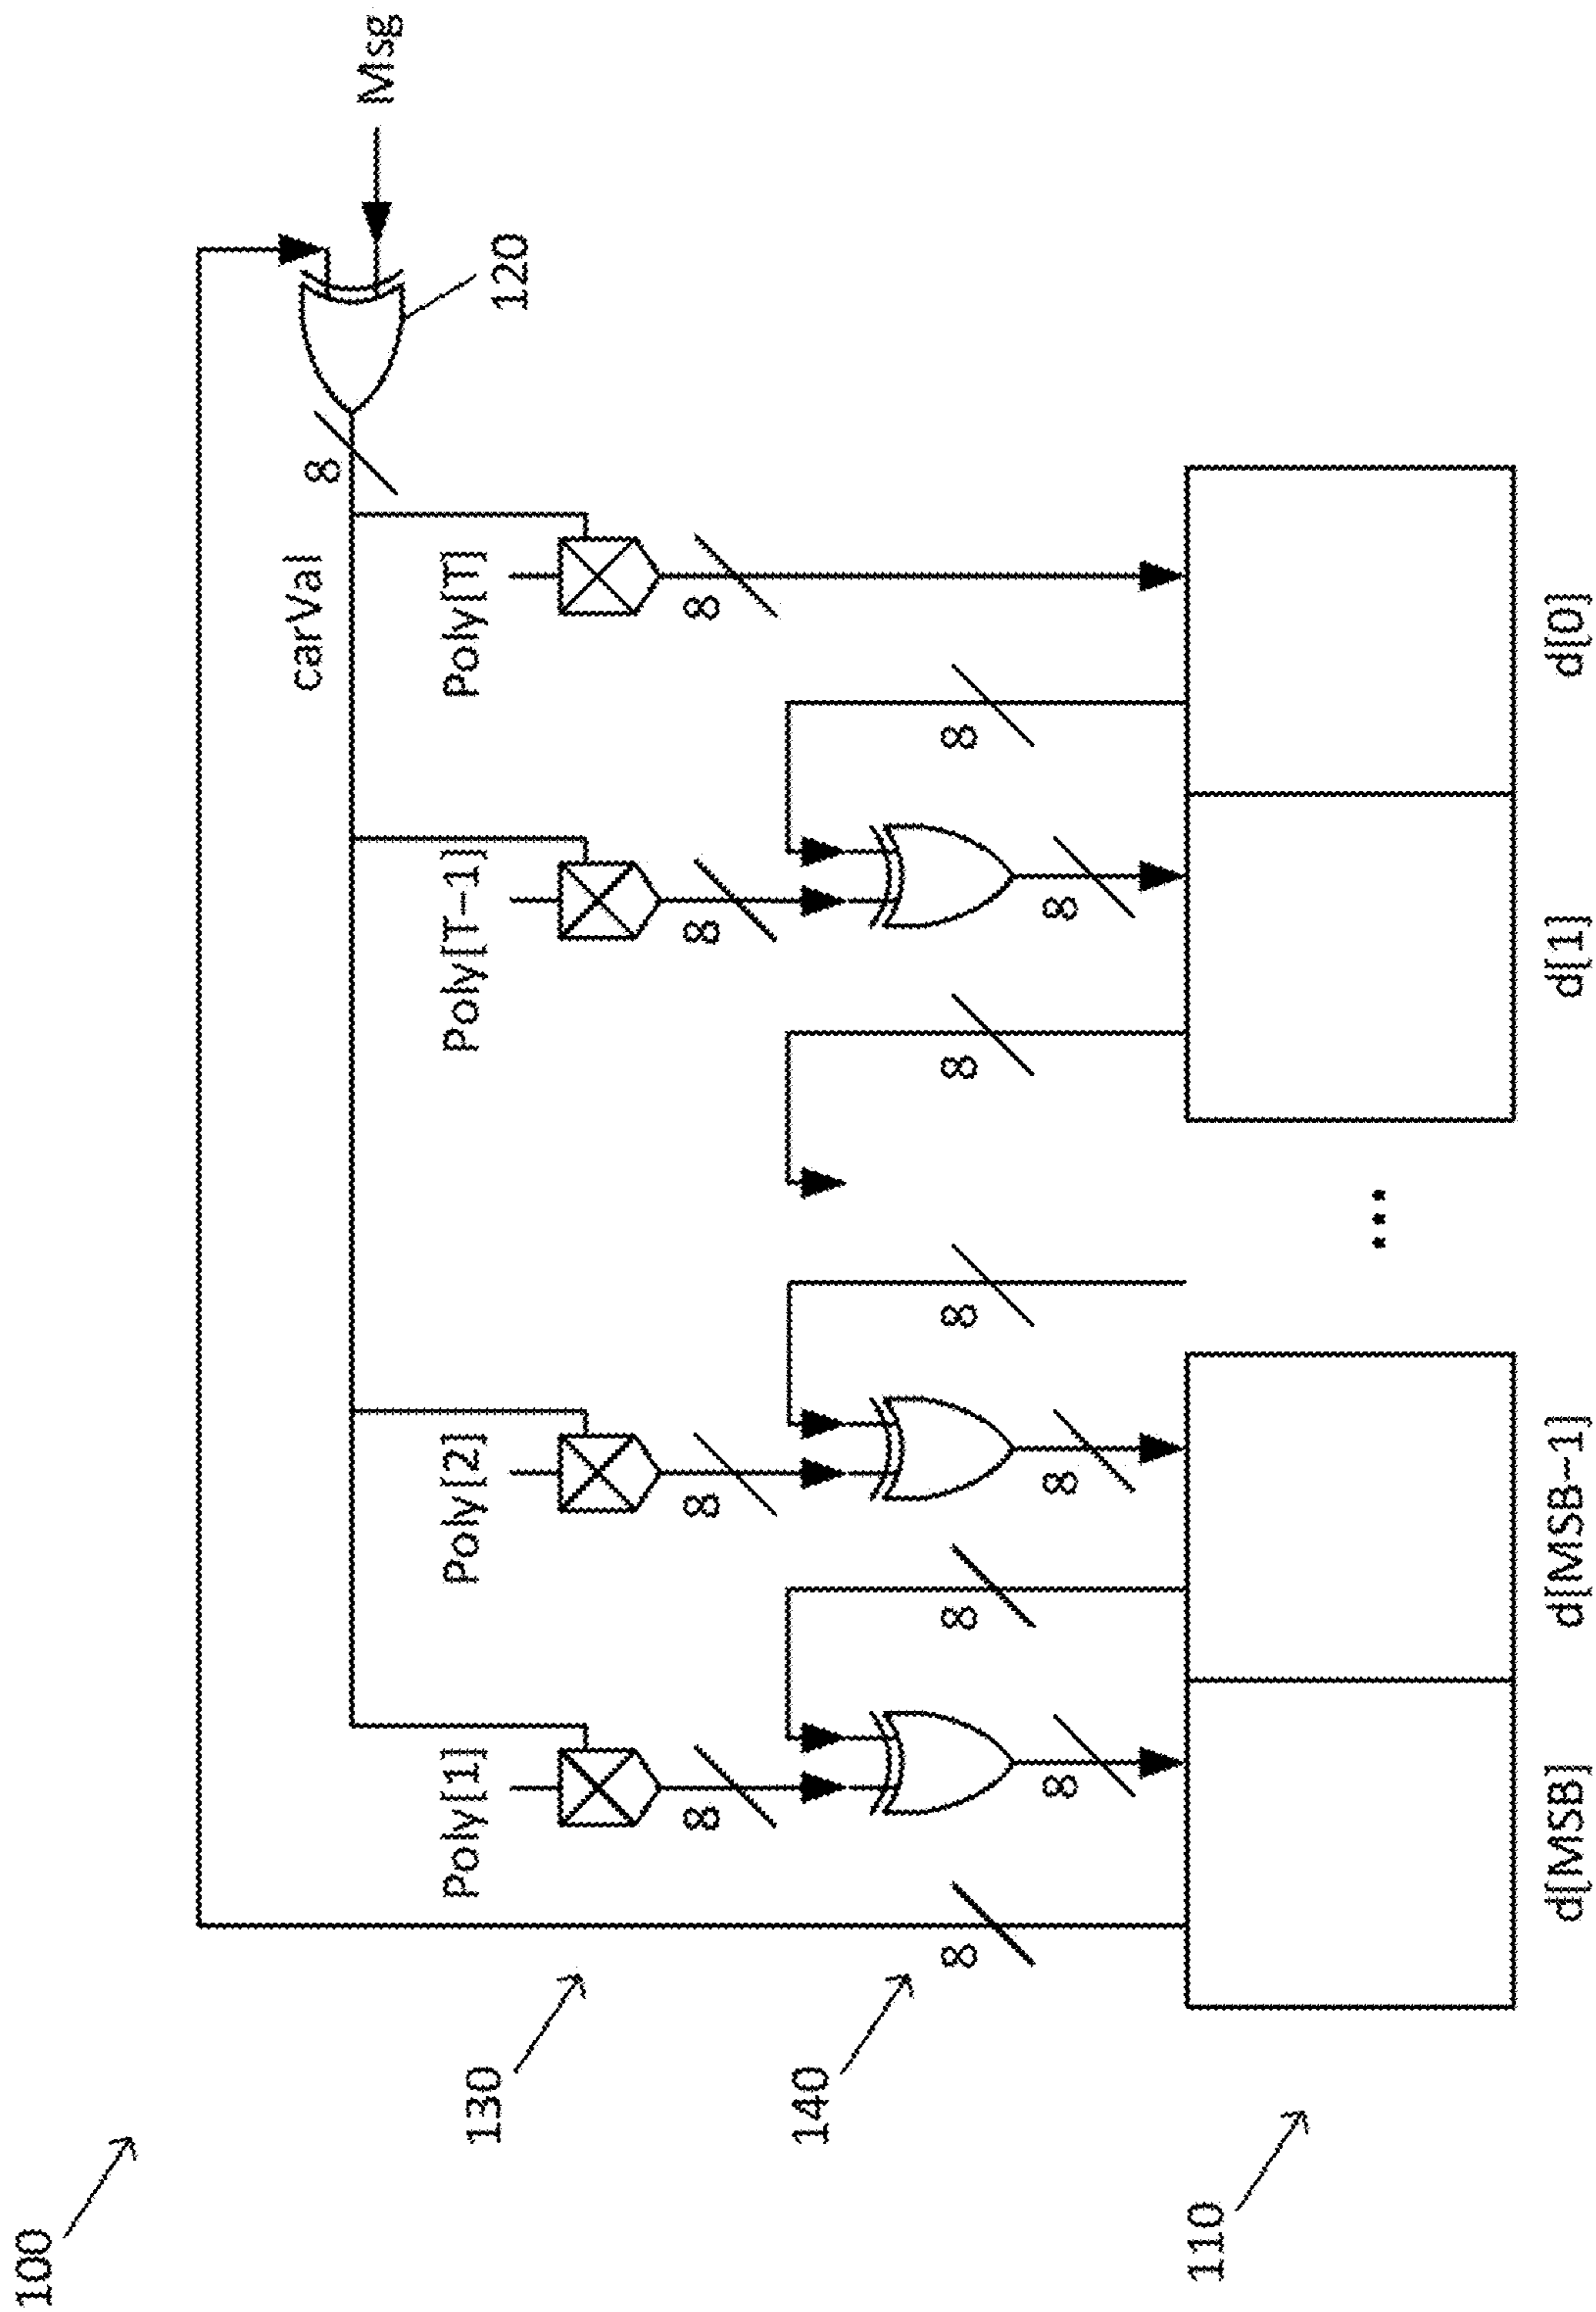 100
Msg
120
8
carVal
130
Poly[1]
Poly[2]
Poly[T−1]
Poly[T]
8
8
8
8
140
8
8
8
8
8
8
8
8
110
...
d[MSB]
d[MSB−1]
d[1]
d[0]